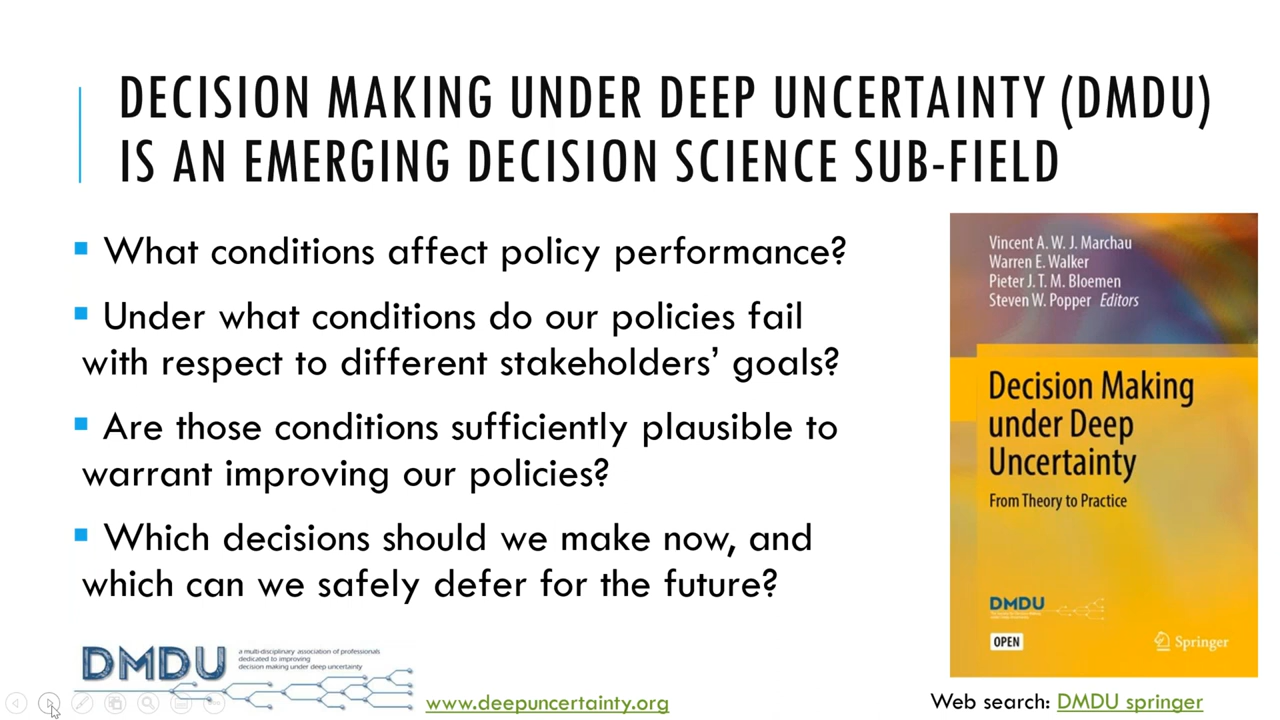 DECISION MAKING UNDER DEEP UNCERTAINTY (DMDU)
IS AN EMERGING DECISION SCIENCE SUB-FIELD
What conditions affect policy performance?
Under what conditions do our policies fail
with respect to different stakeholders' goals?
Are those conditions sufficiently plausible to
warrant improving our policies?
Which decisions should we make now, and
which can we safely defer for the future?
DMDU
a multi-disciplinary association of professionals
dedicated to improving
decision making under deep uncertainty
www.deepuncertainty.org
Vincent A. W. J. Marchau
Warren E. Walker
Pieter J. T. M. Bloemen
Steven W. Popper Editors
Decision Making
under Deep
Uncertainty
From Theory to Practice
DMDU
OPEN
Springer
Web search: DMDU springer